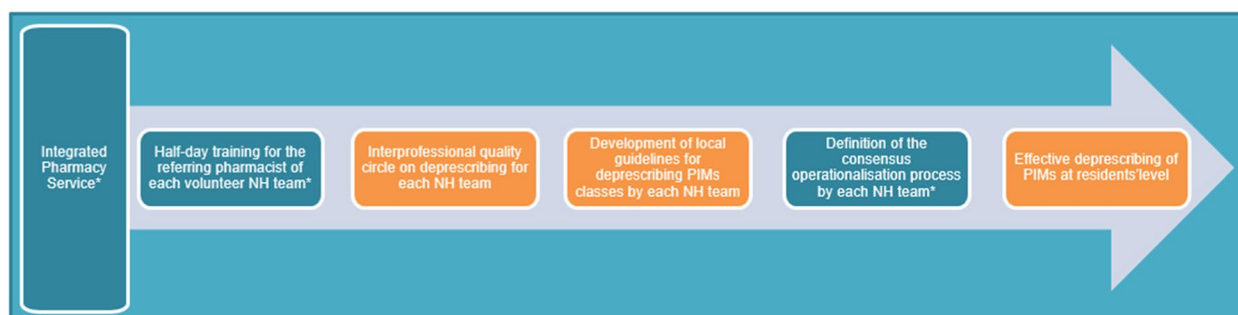 Integrated
Pharmacy
Service*
Half-day training for the
referring pharmacist of
each volunteer NH team*
Interprofessional quality
circle on deprescribing for
each NH team
Development of local
guidelines for
deprescribing PIMs
classes by each NH team
Definition of the
consensus
operationalisation process
by each NH team*
Effective deprescribing of
PIMs at residents'level